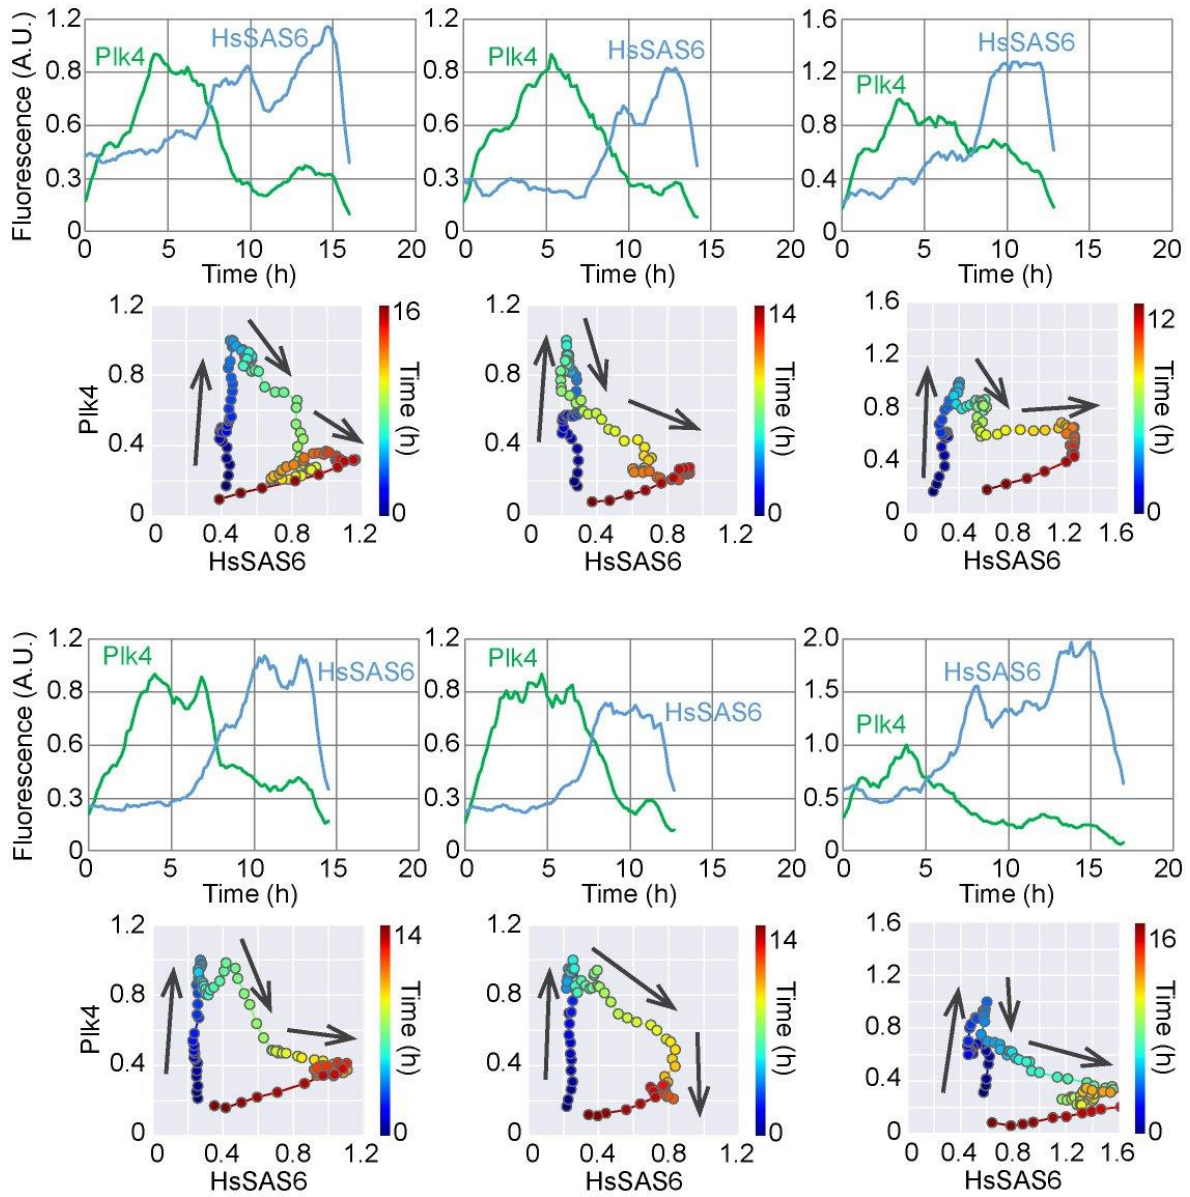 1.2 1.2 1.6
Fluorescence (A.U.) Plk4 HsSAS6 Plk4 HsSAS6 Plk4 HsSAS6
0.8 0.8 1.2
0.6 0.6 0.8
0.3 0.3 0.4
0 0 0
0 5 10 15 20 0 5 10 15 20 0 5 10 15 20
Time (h) Time (h) Time (h)
1.2 16 1.2 14 1.6 12
Plk4 Time (h) Time (h) Time (h)
1.2
0.8 0.8 0.8
0.4 0.4 0.4
0 0 0 0 0 0
0 0.4 0.8 1.2 0 0.4 0.8 1.2 0 0.4 0.8 1.2 1.6
HsSAS6 HsSAS6 HsSAS6
1.2 1.2 2.0
Fluorescence (A.U.) Plk4 HsSAS6 Plk4 HsSAS6 Plk4 HsSAS6
0.8 0.8 1.5
0.6 0.6 1.0
0.3 0.3 0.5
0 0 0
0 5 10 15 20 0 5 10 15 20 0 5 10 15 20
Time (h) Time (h) Time (h)
1.2 14 1.2 14 1.6 16
Plk4 Time (h) Time (h) Time (h)
1.2
0.8 0.8 0.8
0.4 0.4 0.4
0 0 0 0 0 0
0 0.4 0.8 1.2 0 0.4 0.8 1.2 0 0.4 0.8 1.2 1.6
HsSAS6 HsSAS6 HsSAS6